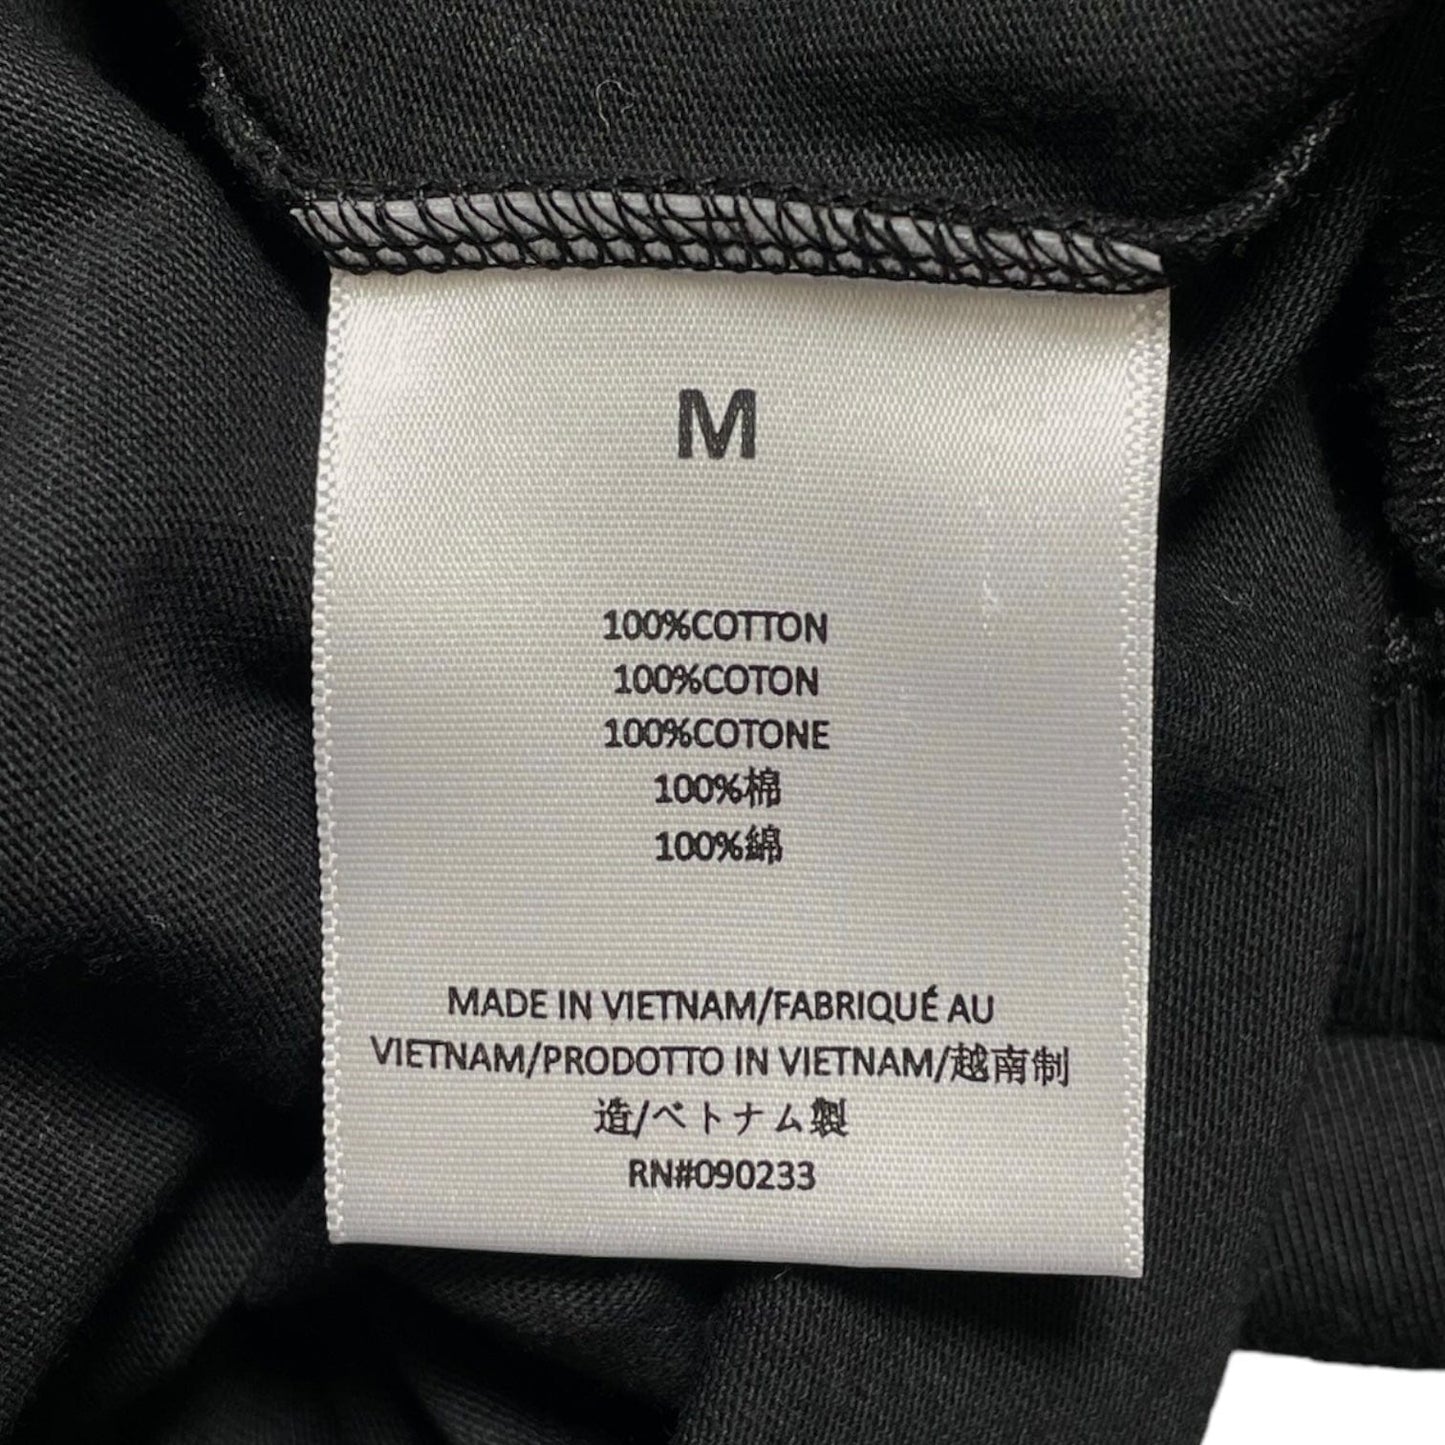 M
100%COTTON
100%COTON
100%COTONE
100%棉
100%綿
MADE IN VIETNAM/FABRIQUÉ AU
VIETNAM/PRODOTTO IN VIETNAM/越南制
造/ベトナム製
RN#090233